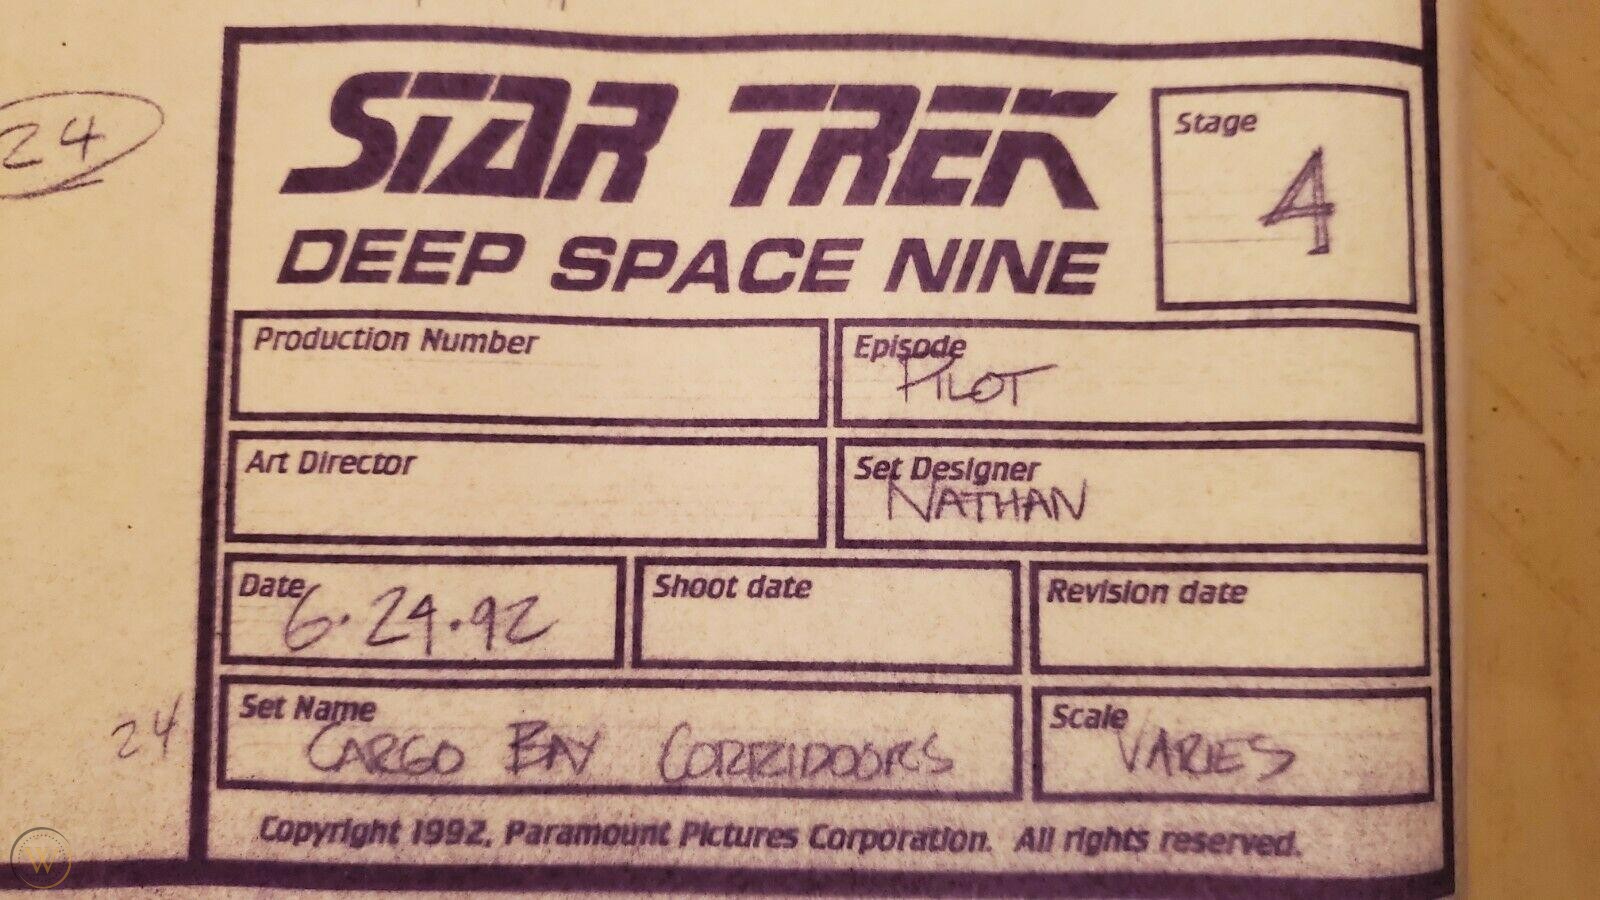 24
STAR TREK
DEEP SPACE NINE
Stage
4
Production Number
Episode
PILOT
Art Director
Set Designer
NATHAN
Date
6.24.92
Shoot date
Revision date
24
Set Name
CARGO BAY CORRIDOORS
Scale
VARIES
Copyright 1992, Paramount Pictures Corporation. All rights reserved.
W